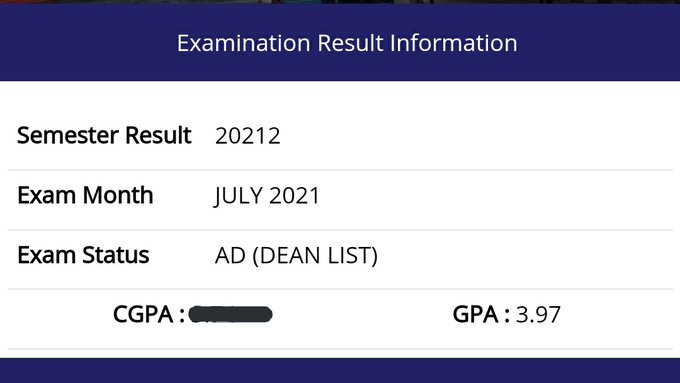 Examination Result Information
Semester Result 20212
Exam Month JULY 2021
Exam Status AD (DEAN LIST)
CGPA : GPA : 3.97